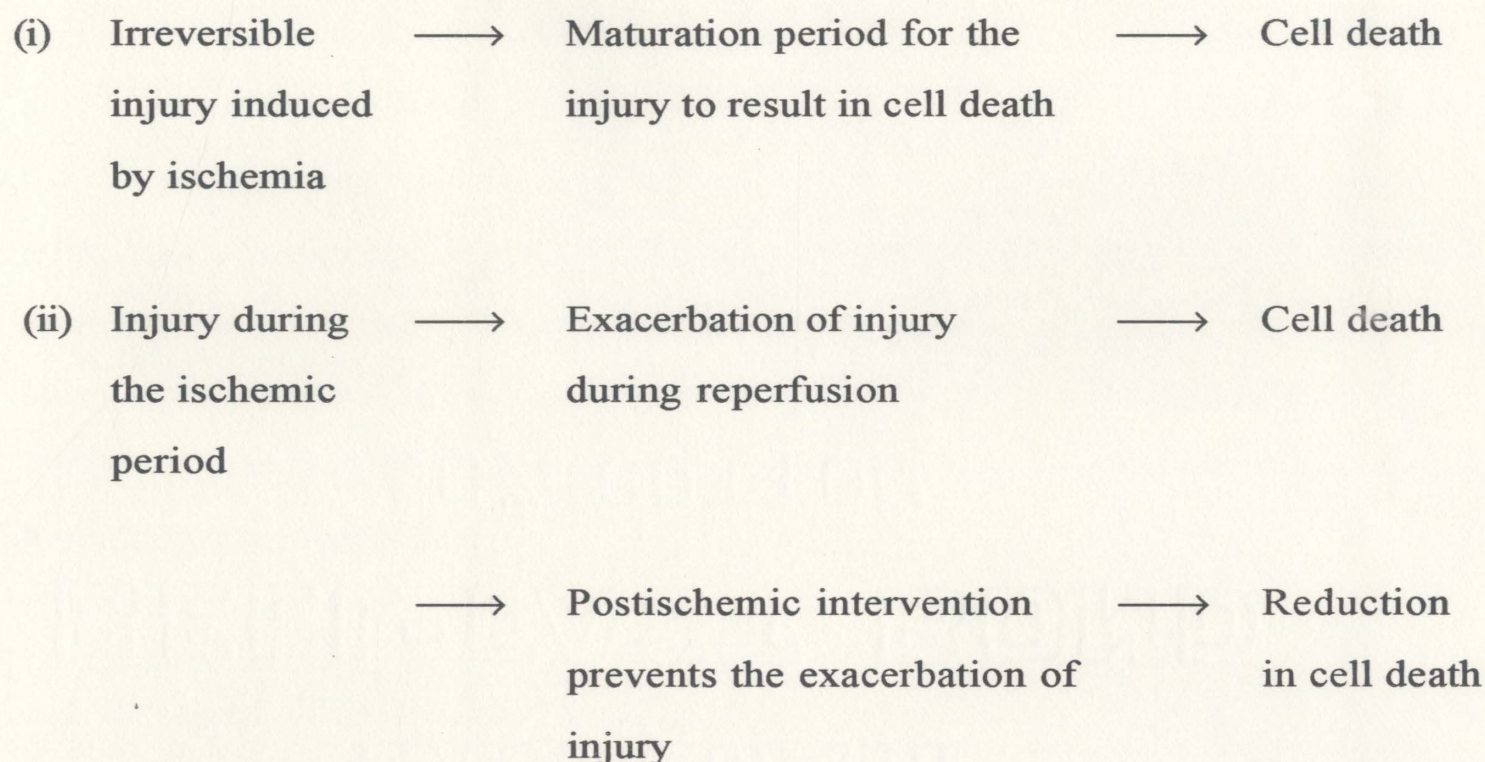 (i) Irreversible ⟶ Maturation period for the ⟶ Cell death
injury induced injury to result in cell death
by ischemia
(ii) Injury during ⟶ Exacerbation of injury ⟶ Cell death
the ischemic during reperfusion
period
⟶ Postischemic intervention ⟶ Reduction
prevents the exacerbation of in cell death
injury